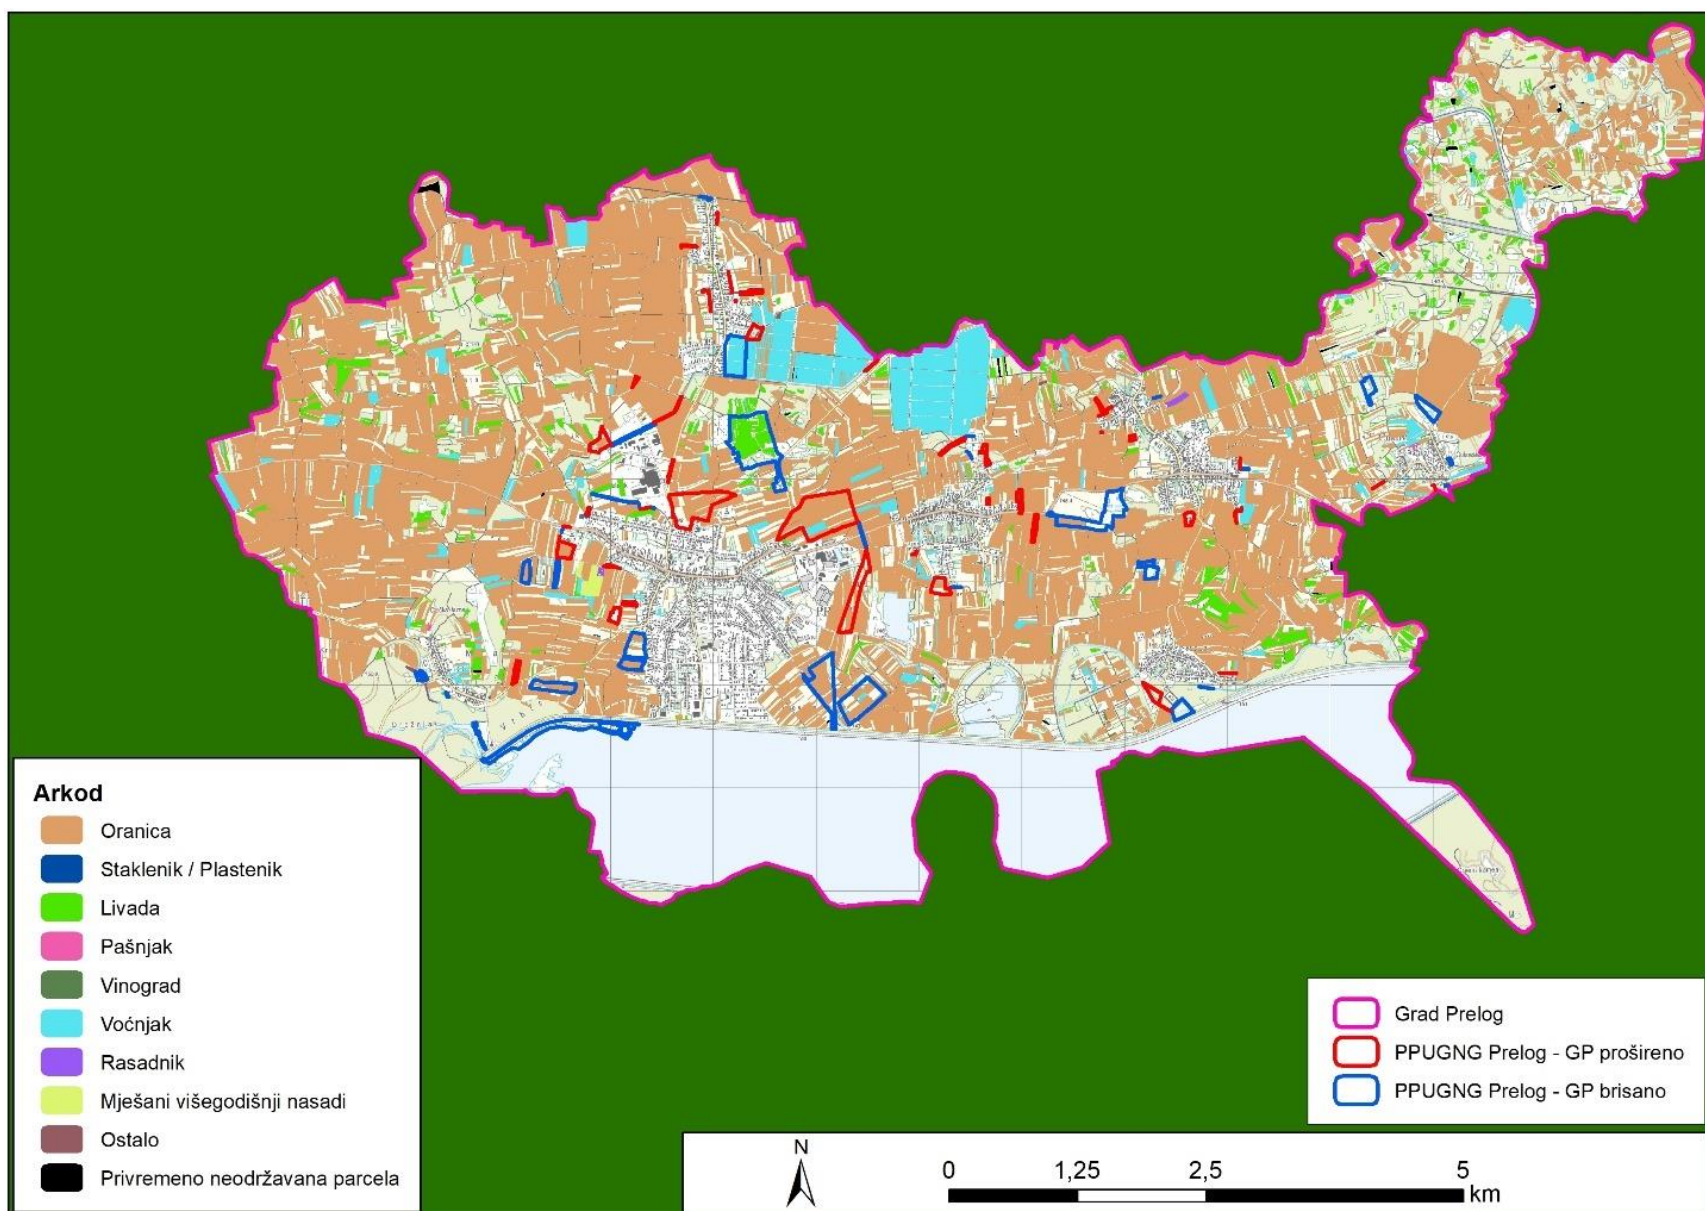 Arkod
Oranica
Staklenik / Plastenik
Livada
Pašnjak
Vinograd
Voćnjak
Rasadnik
Mješani višegodišnji nasadi
Ostalo
Privremeno neodržavana parcela
Grad Prelog
PPUGNG Prelog - GP prošireno
PPUGNG Prelog - GP brisano
N
0 1,25 2,5 5
km